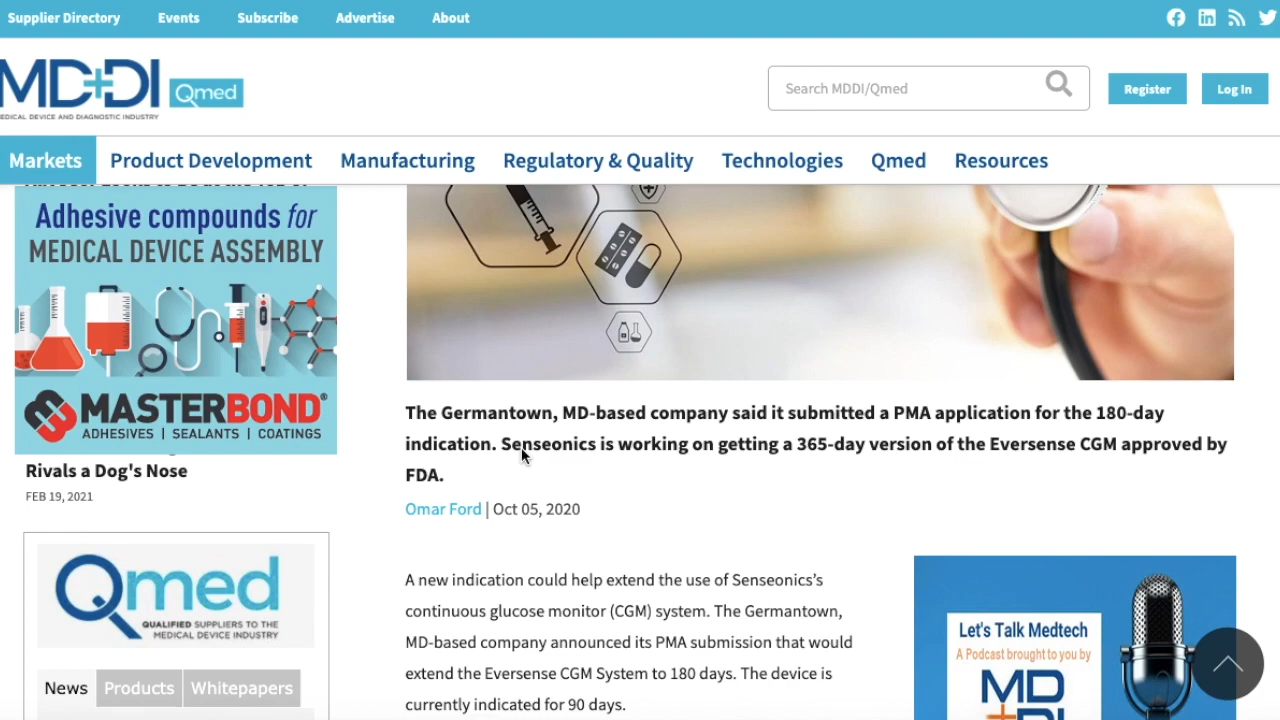 Supplier Directory Events Subscribe Advertise About
MD+DI Qmed
MEDICAL DEVICE AND DIAGNOSTIC INDUSTRY
Search MDDI/Qmed
Register Log In
Markets Product Development Manufacturing Regulatory & Quality Technologies Qmed Resources
Adhesive compounds for
MEDICAL DEVICE ASSEMBLY
MASTERBOND®
ADHESIVES | SEALANTS | COATINGS
Rivals a Dog's Nose
FEB 19, 2021
Qmed
QUALIFIED SUPPLIERS TO THE
MEDICAL DEVICE INDUSTRY
News Products Whitepapers
The Germantown, MD-based company said it submitted a PMA application for the 180-day
indication. Senseonics is working on getting a 365-day version of the Eversense CGM approved by
FDA.
Omar Ford | Oct 05, 2020
A new indication could help extend the use of Senseonics’s
continuous glucose monitor (CGM) system. The Germantown,
MD-based company announced its PMA submission that would
extend the Eversense CGM System to 180 days. The device is
currently indicated for 90 days.
Let's Talk Medtech
A Podcast brought to you by
MD
+DI